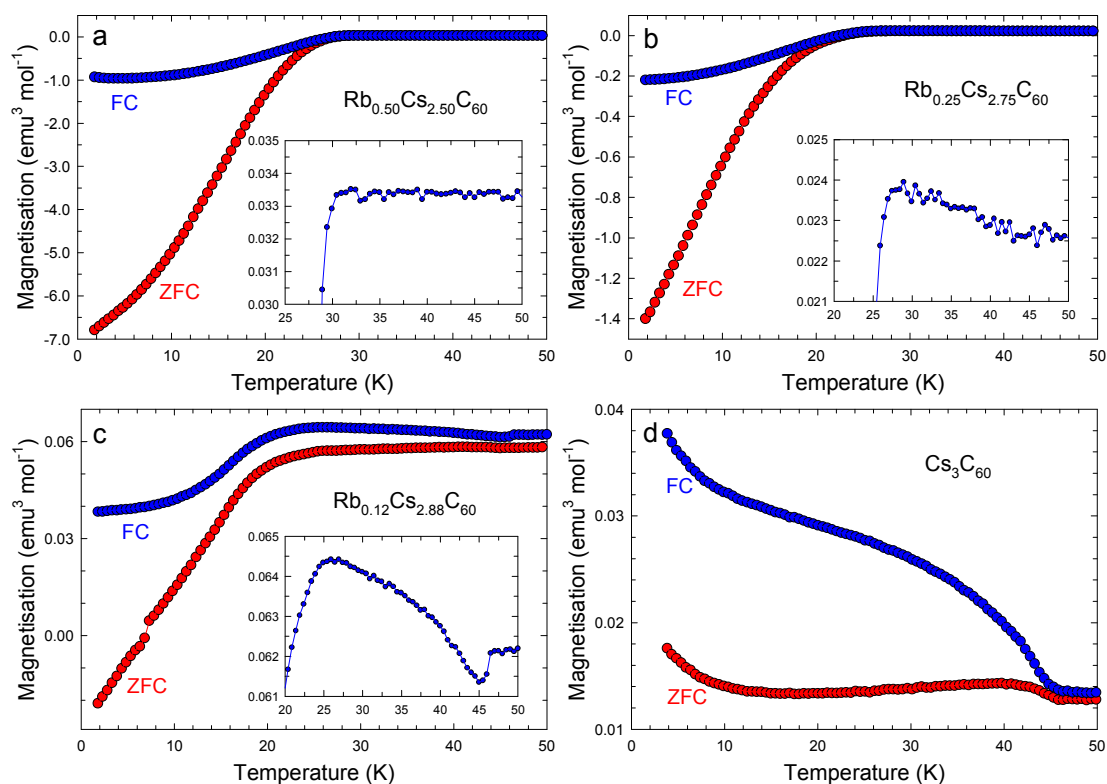 a
Magnetisation (emu³ mol⁻¹)
0.0
-1.0
-2.0
-3.0
-4.0
-5.0
-6.0
-7.0
FC
ZFC
Rb₀.₅₀Cs₂.₅₀C₆₀
0.035
0.034
0.033
0.032
0.031
0.030
25 30 35 40 45 50
0 10 20 30 40 50
Temperature (K)
b
Magnetisation (emu³ mol⁻¹)
0.0
-0.2
-0.4
-0.6
-0.8
-1.0
-1.2
-1.4
FC
ZFC
Rb₀.₂₅Cs₂.₇₅C₆₀
0.025
0.024
0.023
0.022
0.021
20 25 30 35 40 45 50
0 10 20 30 40 50
Temperature (K)
c
Magnetisation (emu³ mol⁻¹)
0.06
0.03
0.00
FC
ZFC
Rb₀.₁₂Cs₂.₈₈C₆₀
0.065
0.064
0.063
0.062
0.061
20 25 30 35 40 45 50
0 10 20 30 40 50
Temperature (K)
d
Magnetisation (emu³ mol⁻¹)
0.04
0.03
0.02
0.01
FC
ZFC
Cs₃C₆₀
0 10 20 30 40 50
Temperature (K)